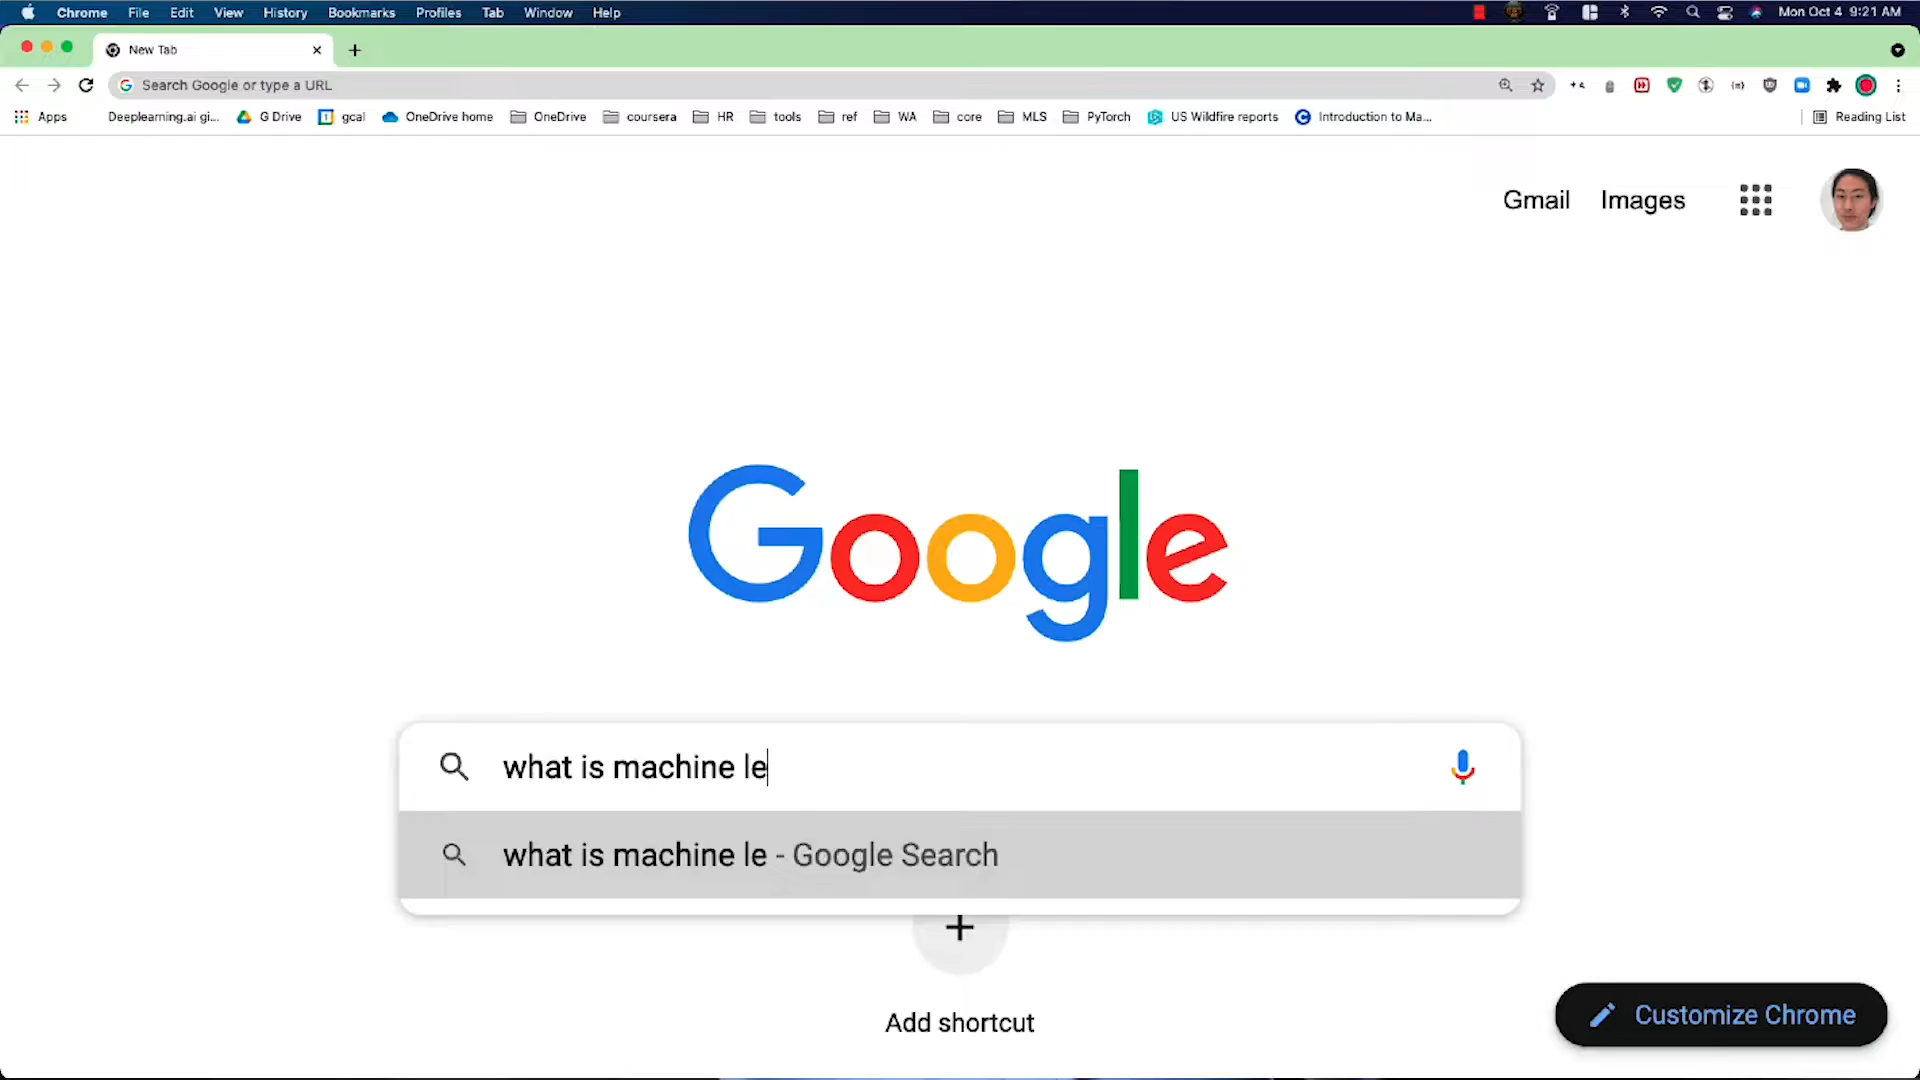 Chrome File Edit View History Bookmarks Profiles Tab Window Help Mon Oct 4 9:21 AM
New Tab
Search Google or type a URL
Apps Deeplearning.ai gi... G Drive gcal OneDrive home OneDrive coursera HR tools ref WA core MLS PyTorch US Wildfire reports Introduction to Ma... Reading List
Gmail Images
Google
what is machine le
what is machine le - Google Search
Add shortcut
Customize Chrome